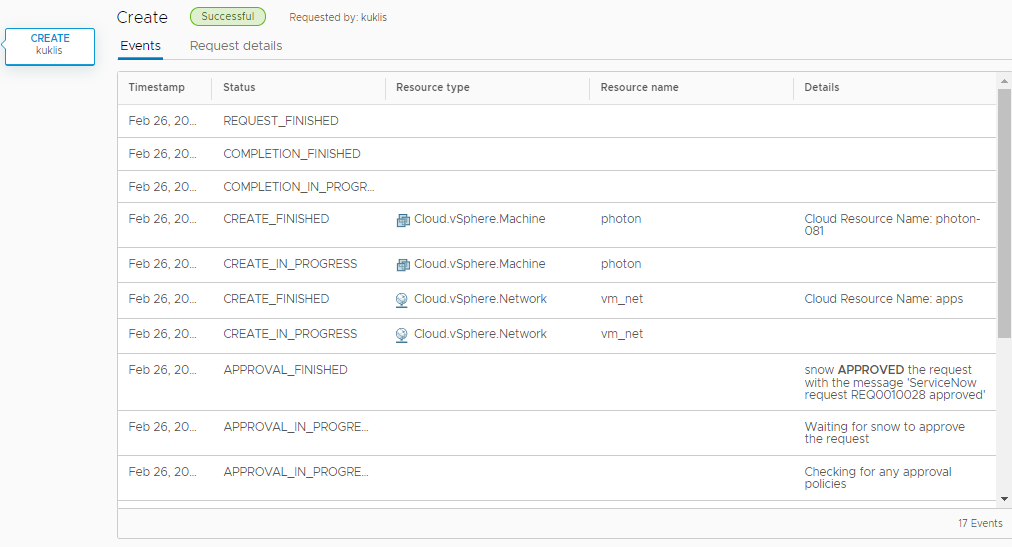 Create Successful Requested by: kuklis
CREATE
kuklis
Events Request details
Timestamp Status Resource type Resource name Details
Feb 26, 20... REQUEST_FINISHED
Feb 26, 20... COMPLETION_FINISHED
Feb 26, 20... COMPLETION_IN_PROGR...
Feb 26, 20... CREATE_FINISHED Cloud.vSphere.Machine photon Cloud Resource Name: photon-
081
Feb 26, 20... CREATE_IN_PROGRESS Cloud.vSphere.Machine photon
Feb 26, 20... CREATE_FINISHED Cloud.vSphere.Network vm_net Cloud Resource Name: apps
Feb 26, 20... CREATE_IN_PROGRESS Cloud.vSphere.Network vm_net
Feb 26, 20... APPROVAL_FINISHED snow APPROVED the request
with the message 'ServiceNow
request REQ0010028 approved'
Feb 26, 20... APPROVAL_IN_PROGRE... Waiting for snow to approve
the request
Feb 26, 20... APPROVAL_IN_PROGRE... Checking for any approval
policies
17 Events